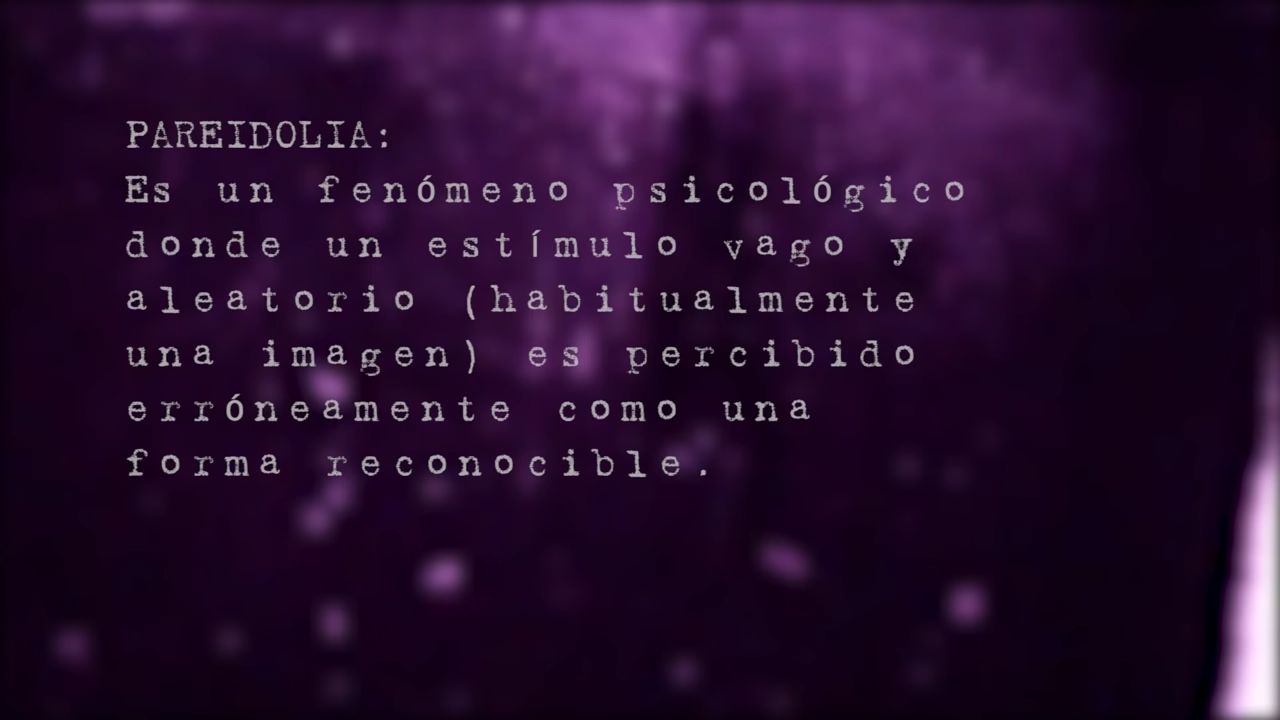 PAREIDOLIA:
Es un fenómeno psicológico
donde un estímulo vago y
aleatorio (habitualmente
una imagen) es percibido
erróneamente como una
forma reconocible.